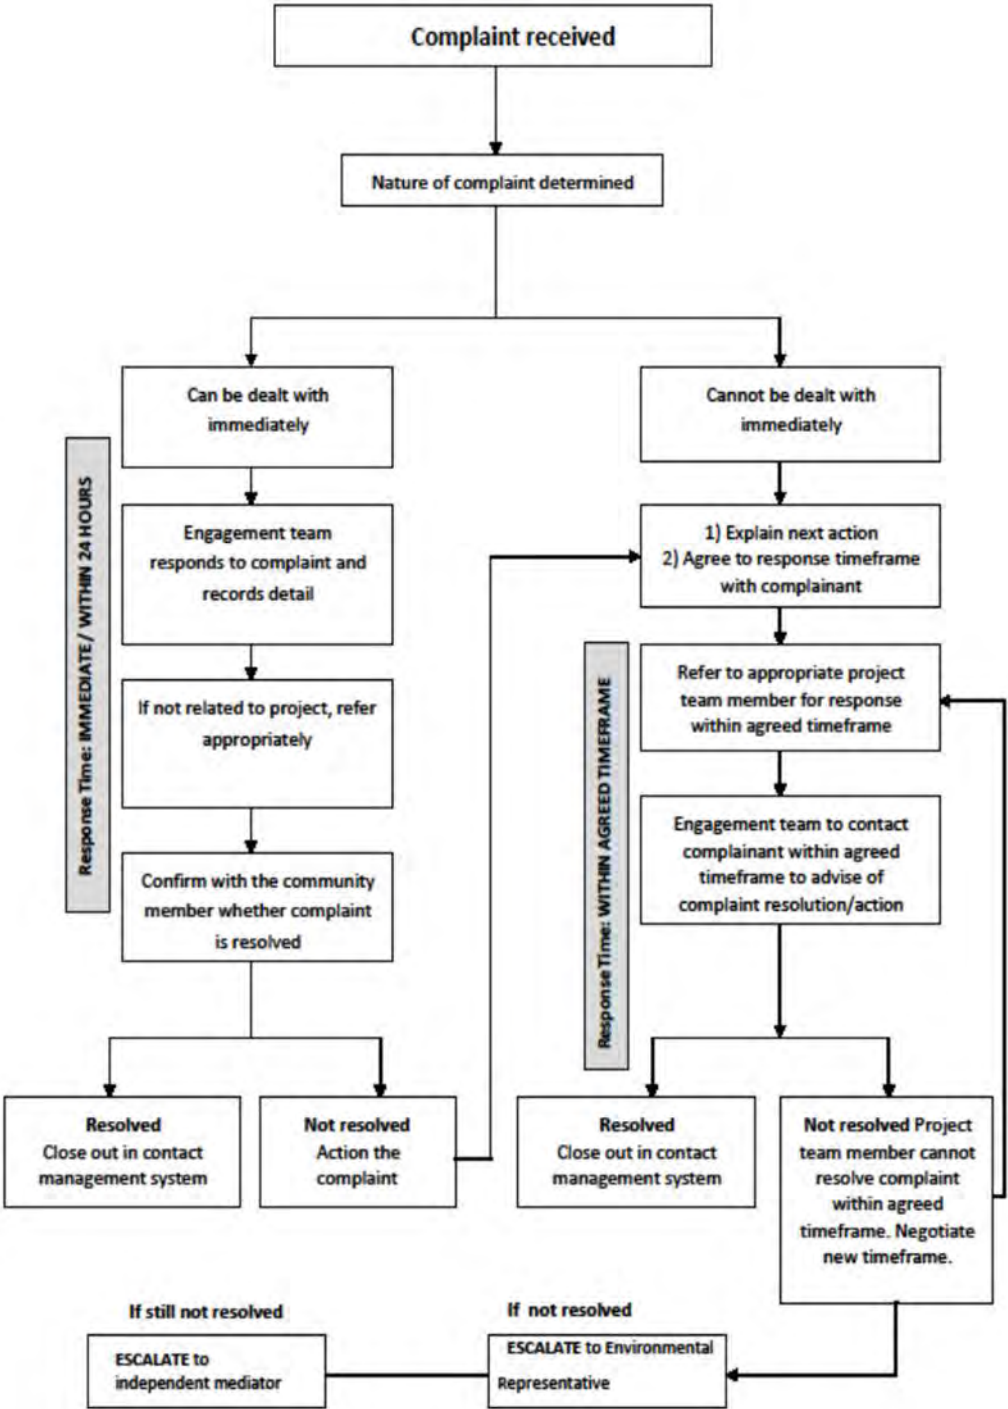 Complaint received
Nature of complaint determined
Can be dealt with
immediately
Cannot be dealt with
immediately
Response Time: IMMEDIATE/ WITHIN 24 HOURS
Engagement team
responds to complaint and
records detail
1) Explain next action
2) Agree to response timeframe
with complainant
If not related to project, refer
appropriately
Response Time: WITHIN AGREED TIMEFRAME
Refer to appropriate project
team member for response
within agreed timeframe
Confirm with the community
member whether complaint
is resolved
Engagement team to contact
complainant within agreed
timeframe to advise of
complaint resolution/action
Resolved
Close out in contact
management system
Not resolved
Action the
complaint
Resolved
Close out in contact
management system
Not resolved Project
team member cannot
resolve complaint
within agreed
timeframe. Negotiate
new timeframe.
If still not resolved
ESCALATE to
independent mediator
If not resolved
ESCALATE to Environmental
Representative